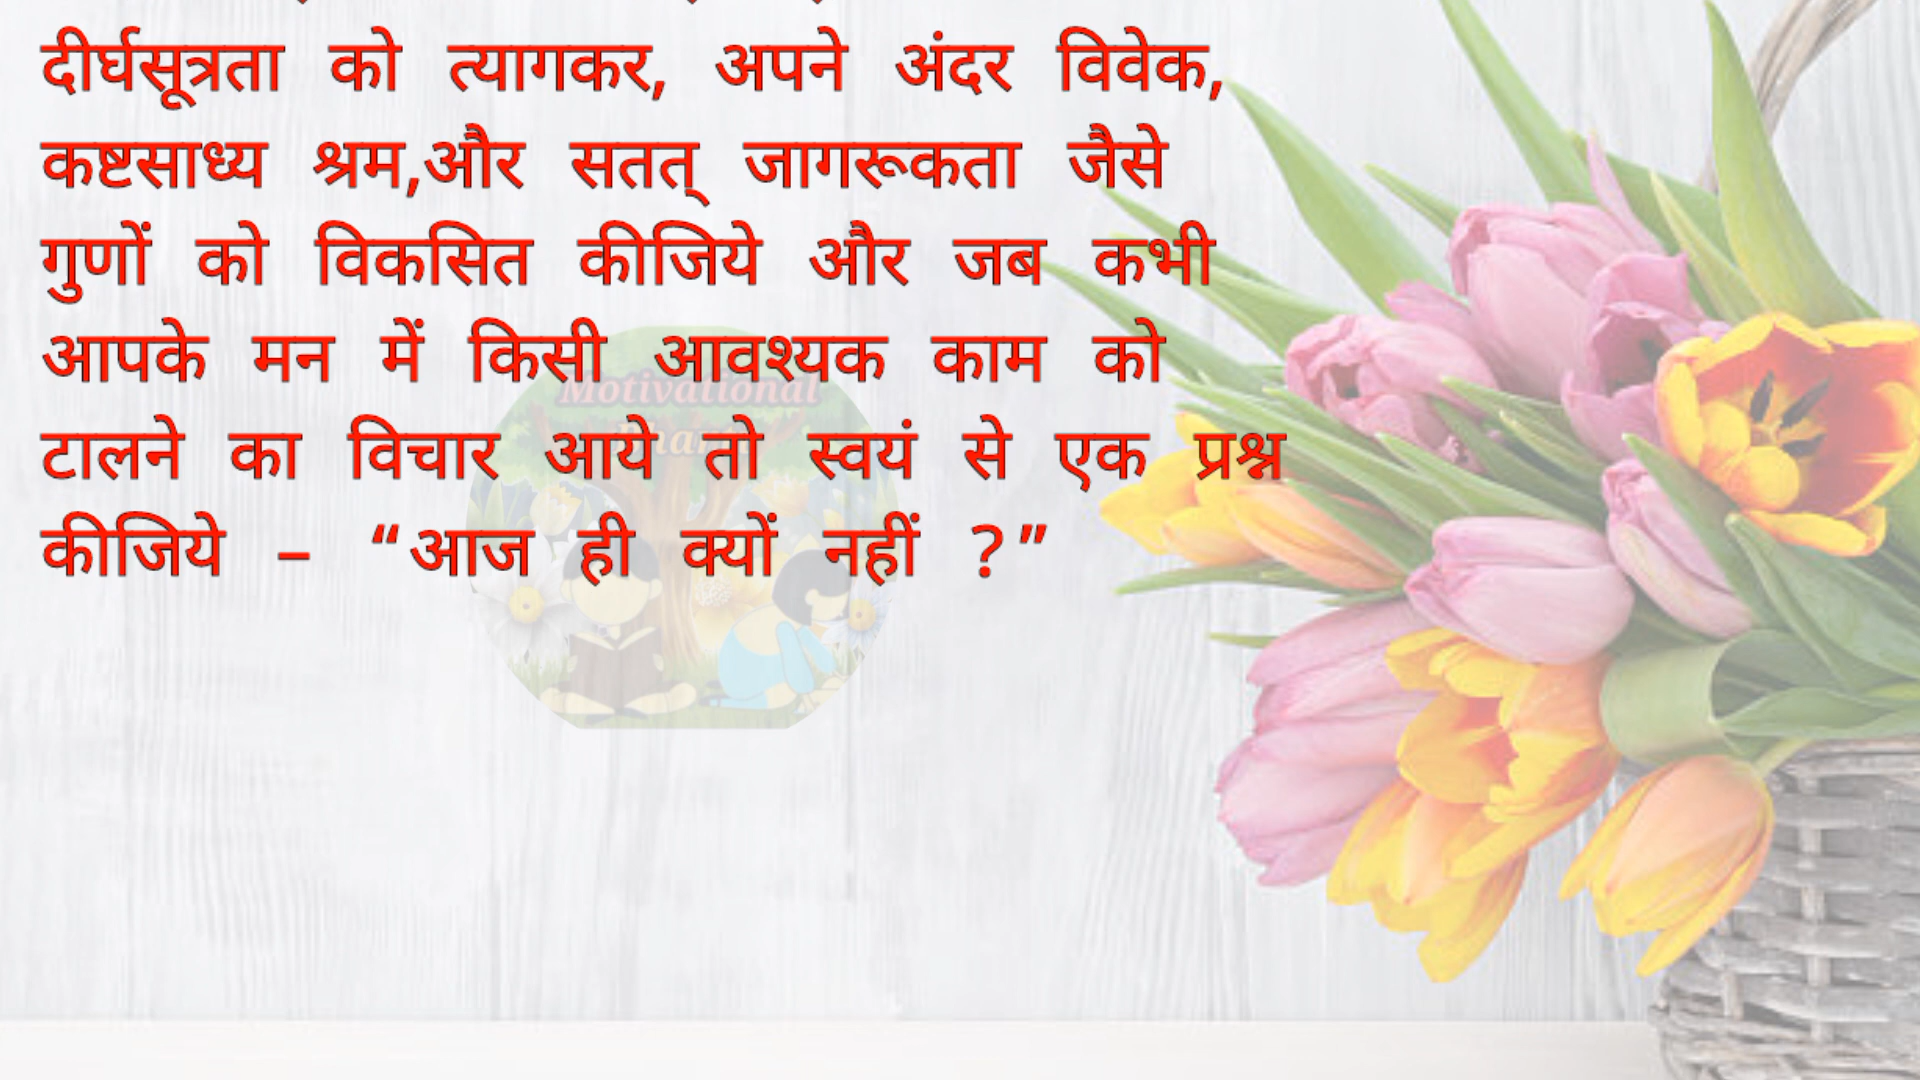 दीर्घसूत्रता को त्यागकर, अपने अंदर विवेक,
कष्टसाध्य श्रम,और सतत् जागरूकता जैसे
गुणों को विकसित कीजिये और जब कभी
आपके मन में किसी आवश्यक काम को
टालने का विचार आये तो स्वयं से एक प्रश्न
कीजिये – “आज ही क्यों नहीं ?”
Motivational